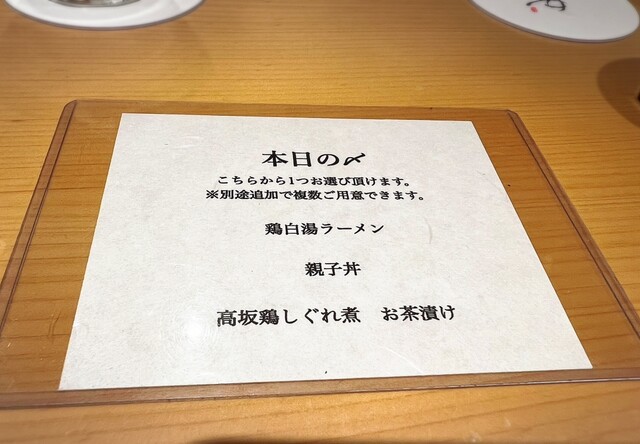 本日の〆
こちらから1つお選び頂けます。
※別途追加で複数ご用意できます。
鶏白湯ラーメン
親子丼
高坂鶏しぐれ煮　お茶漬け